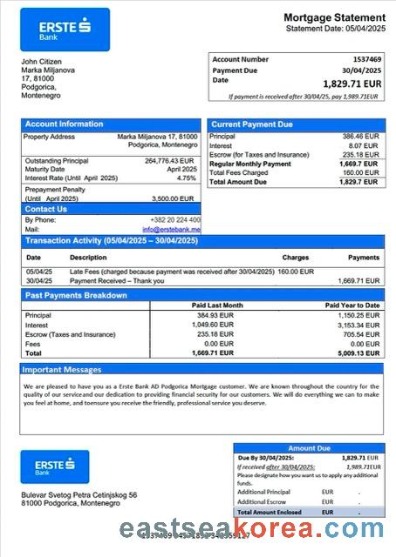 ERSTE
Bank
Mortgage Statement
Statement Date: 05/04/2025
John Citizen
Marka Miljanova
17, 81000
Podgorica,
Montenegro
Account Number 1537469
Payment Due 30/04/2025
Date
1,829.71 EUR
If payment is received after 30/04/25, pay 1,989.71EUR
Account Information
Property Address Marka Miljanova 17, 81000
Podgorica, Montenegro
Outstanding Principal 264,776.43 EUR
Maturity Date April 2025
Interest Rate (Until April 2025) 4.75%
Prepayment Penalty
(Until April 2025) 3,500.00 EUR
Contact Us
By Phone: +382 20 224 400
Mail: info@erstebank.me
Current Payment Due
Principal 386.46 EUR
Interest 8.07 EUR
Escrow (for Taxes and Insurance) 235.18 EUR
Regular Monthly Payment 1,669.7 EUR
Total Fees Charged 160.00 EUR
Total Amount Due 1,829.7 EUR
Transaction Activity (05/04/2025 – 30/04/2025)
Date Description Charges Payments
05/04/25 Late Fees (charged because payment was received after 30/04/2025) 160.00 EUR
30/04/25 Payment Received – Thank you 1,669.71 EUR
Past Payments Breakdown
Paid Last Month Paid Year to Date
Principal 384.93 EUR 1,150.25 EUR
Interest 1,049.60 EUR 3,153.34 EUR
Escrow (Taxes and Insurance) 235.18 EUR 705.54 EUR
Fees 0.00 EUR 0.00 EUR
Total 1,669.71 EUR 5,009.13 EUR
Important Messages
We are pleased to have you as a Erste Bank AD Podgorica Mortgage customer. We are known throughout the country for the
quality of our serviceand our dedication to providing financial security for our customers. We will do everything we can to make
you feel at home, and toensure you receive the friendly, professional service you deserve.
ERSTE
Bank
Bulevar Svetog Petra Cetinjskog 56
81000 Podgorica, Montenegro
Amount Due
Due By 30/04/2025: 1,829.71 EUR
If received after 30/04/2025: 1,989.71EUR
Please designate how you want us to apply any additional
funds.
Additional Principal EUR .
Additional Escrow EUR .
Total Amount Enclosed EUR .
eastseakorea.com